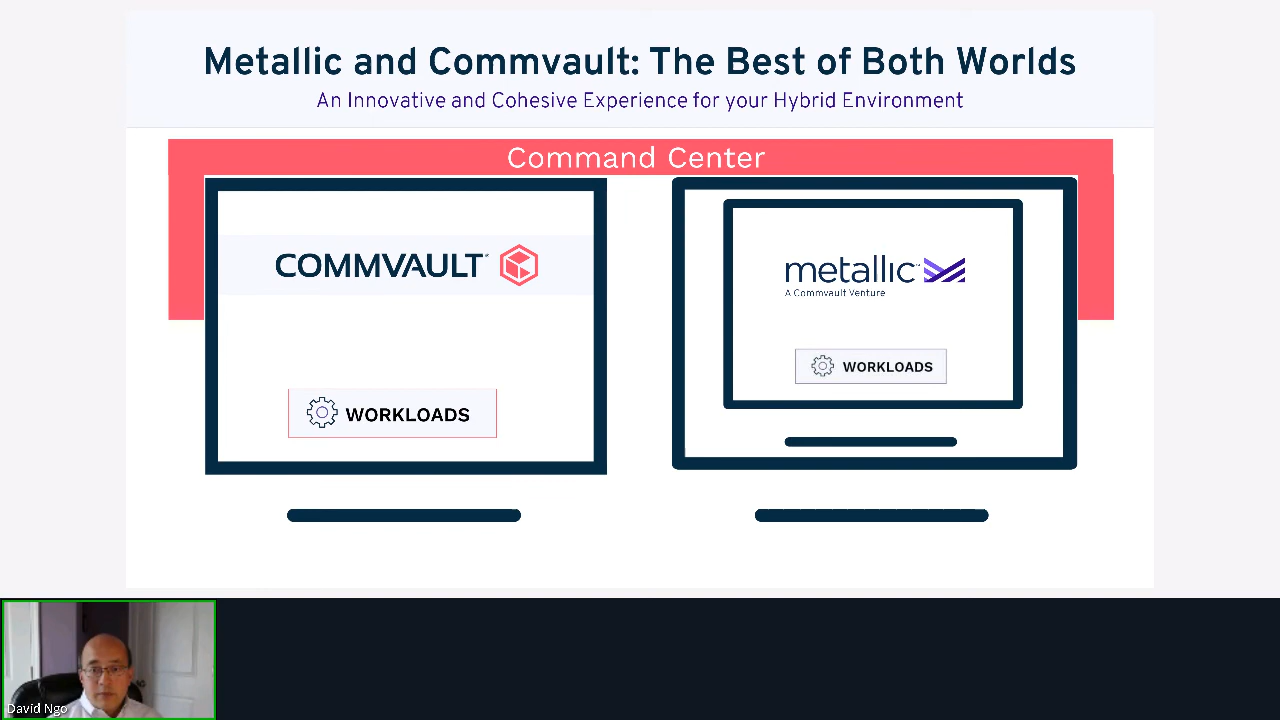 Metallic and Commvault: The Best of Both Worlds
An Innovative and Cohesive Experience for your Hybrid Environment
Command Center
COMMVAULT
metallic
A Commvault Venture
WORKLOADS
WORKLOADS
David Ngo